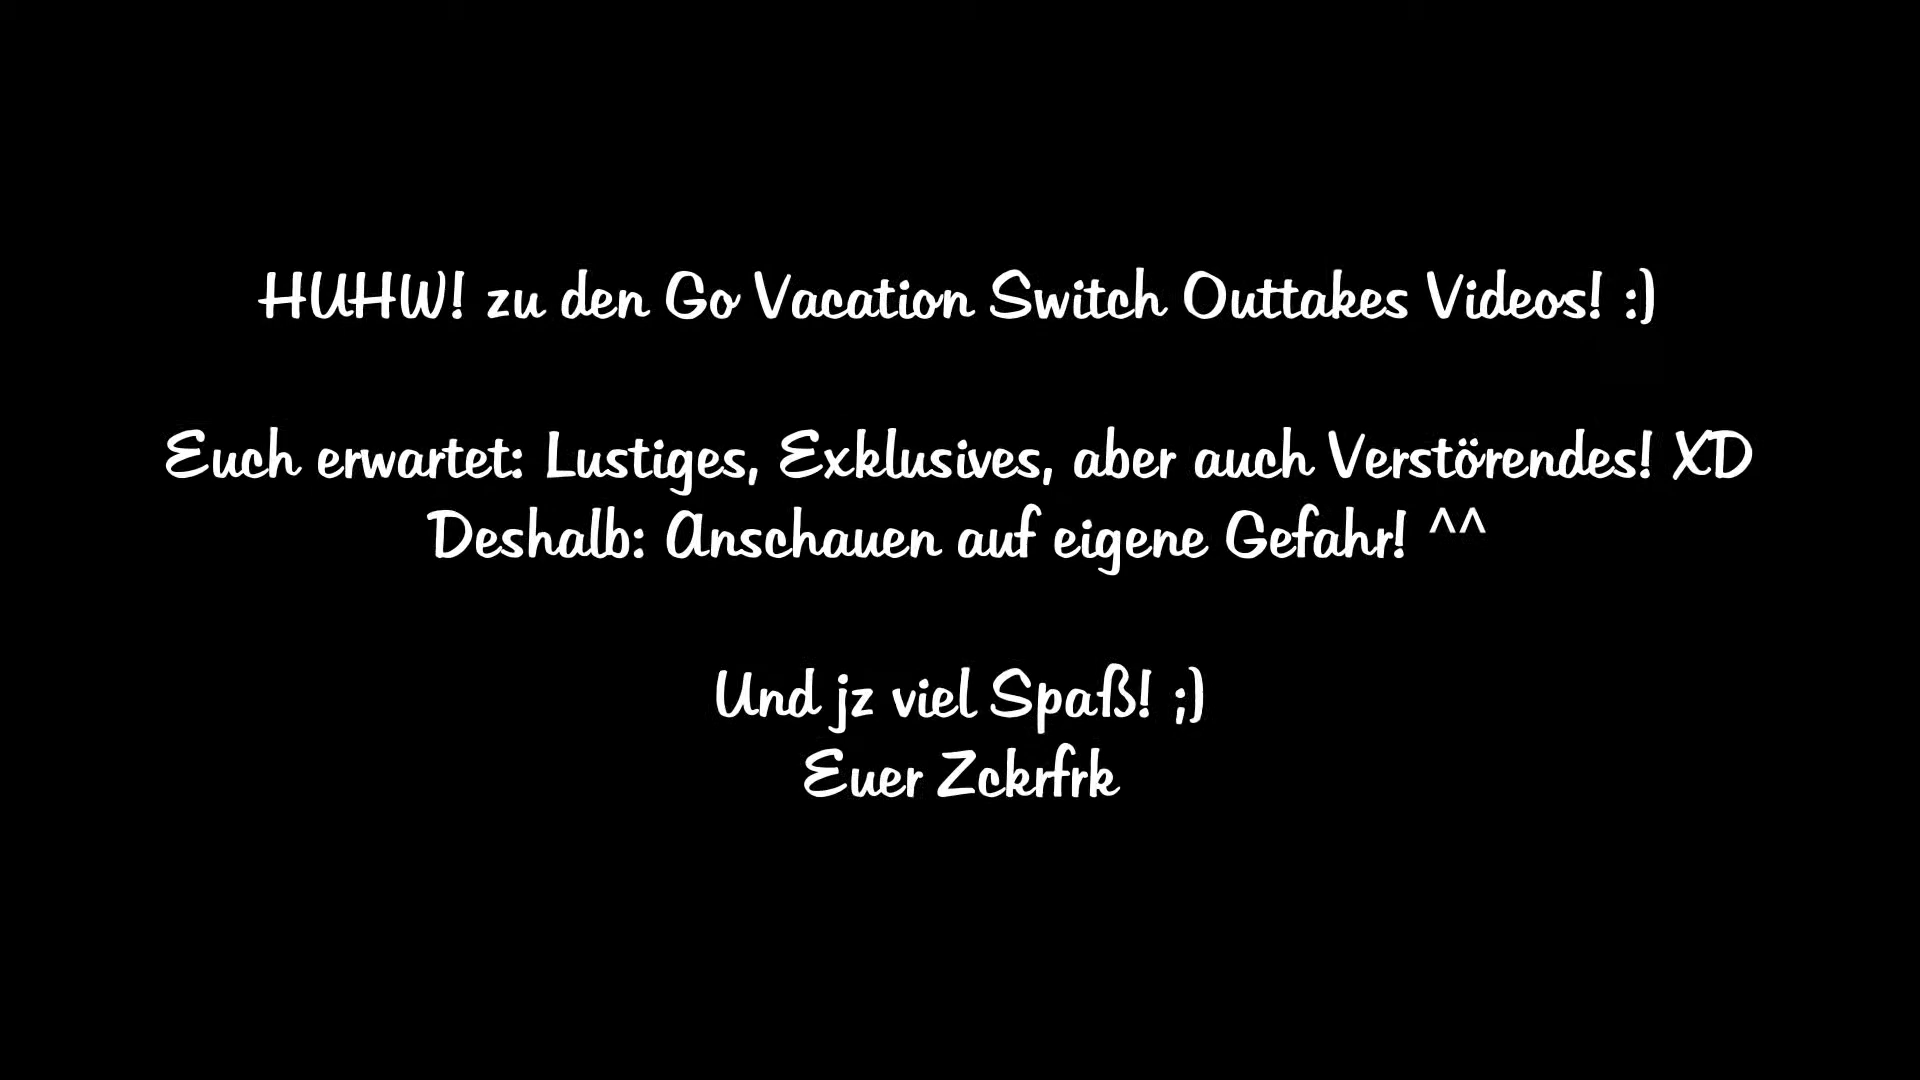 HUHW! zu den Go Vacation Switch Outtakes Videos! :)
Euch erwartet: Lustiges, Exklusives, aber auch Verstörendes! XD
Deshalb: Anschauen auf eigene Gefahr! ^^
Und jz viel Spaß! ;)
Euer Zckrfrk